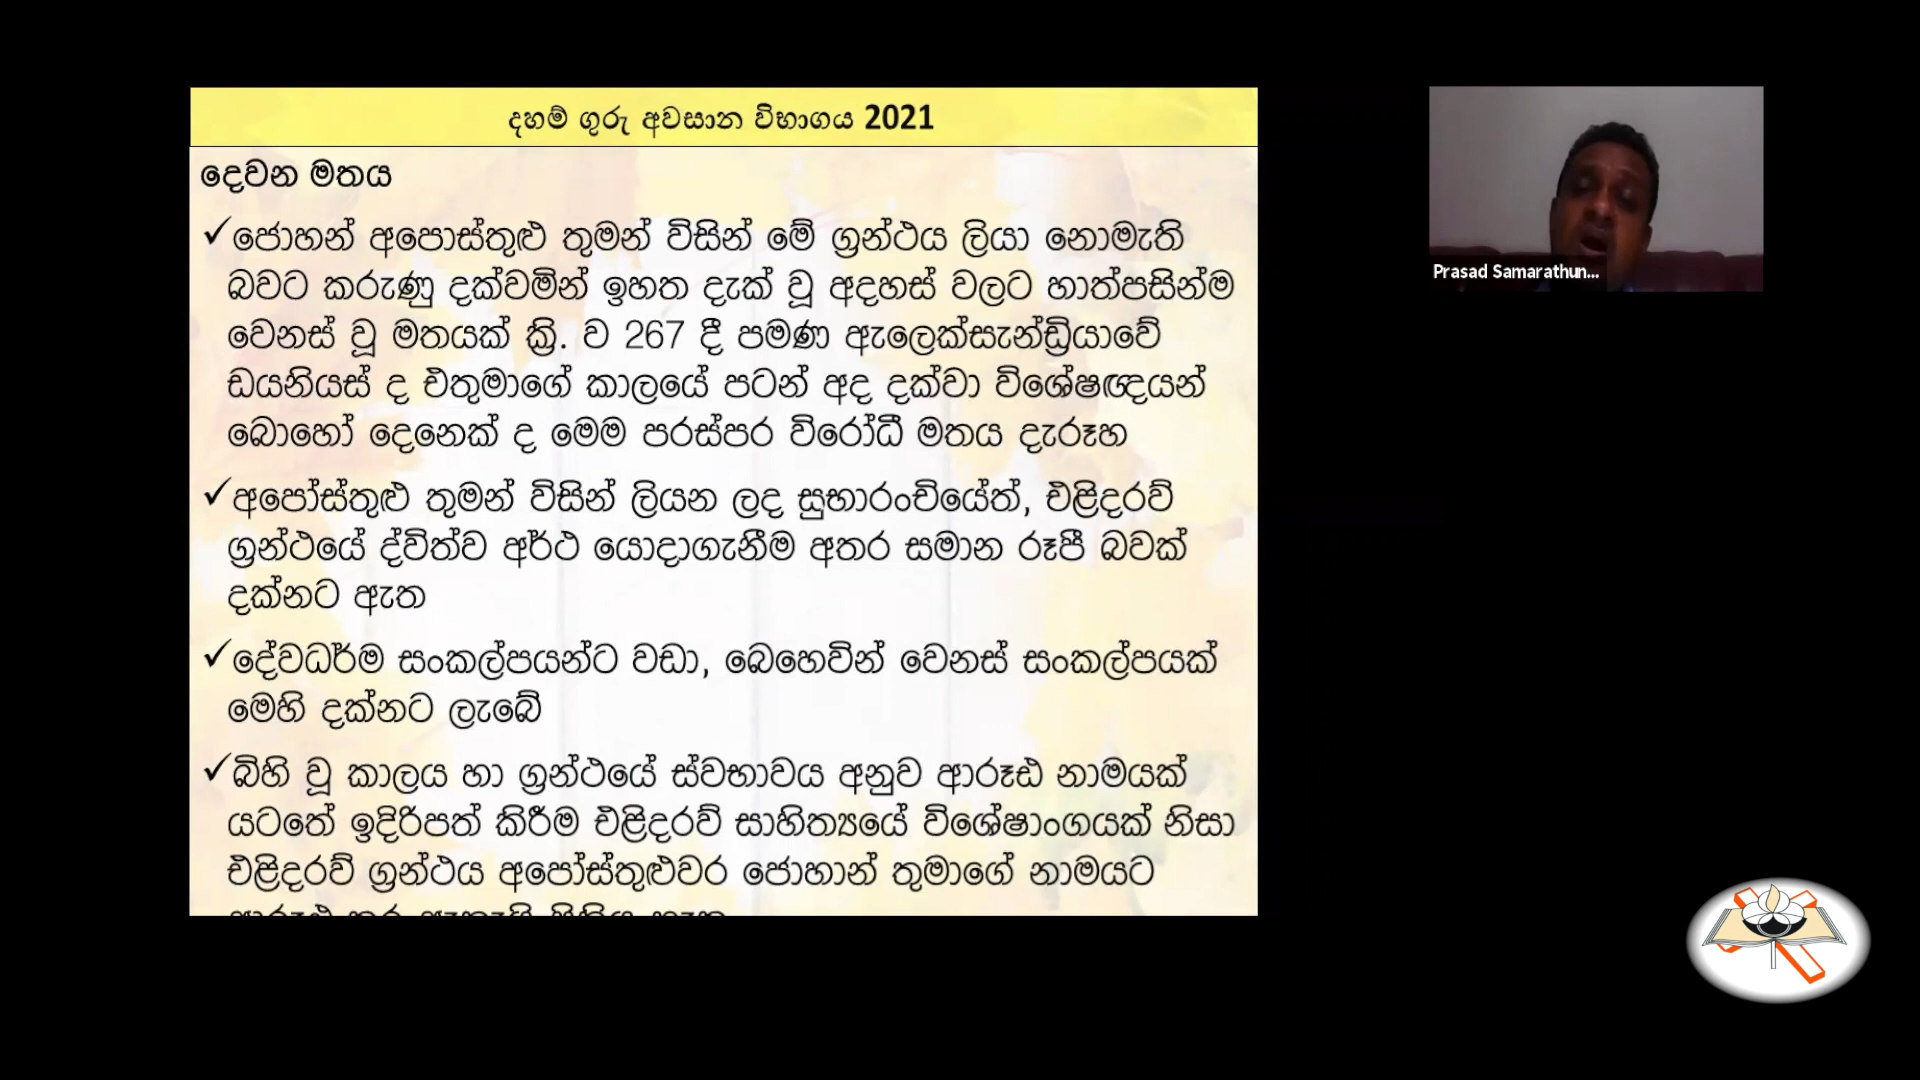 දහම් ගුරු අවසාන විභාගය 2021
දෙවන මතය
✓ජොහන් අපොස්තුළු තුමන් විසින් මේ ග්‍රන්ථය ලියා නොමැති
බවට කරුණු දක්වමින් ඉහත දැක් වූ අදහස් වලට හාත්පසින්ම
වෙනස් වූ මතයක් ක්‍රි. ව 267 දී පමණ ඇලෙක්සැන්ඩ්‍රියාවේ
ඩයනියස් ද එතුමාගේ කාලයේ පටන් අද දක්වා විශේෂඥයන්
බොහෝ දෙනෙක් ද මෙම පරස්පර විරෝධී මතය දැරූහ
✓අපෝස්තුළු තුමන් විසින් ලියන ලද සුභාරංචියේත්, එළිදරව්
ග්‍රන්ථයේ ද්විත්ව අර්ථ යොදාගැනීම අතර සමාන රූපී බවක්
දක්නට ඇත
✓දේවධර්ම සංකල්පයන්ට වඩා, බෙහෙවින් වෙනස් සංකල්පයක්
මෙහි දක්නට ලැබේ
✓බිහි වූ කාලය හා ග්‍රන්ථයේ ස්වභාවය අනුව ආරූඪ නාමයක්
යටතේ ඉදිරිපත් කිරීම එළිදරව් සාහිත්‍යයේ විශේෂාංගයක් නිසා
එළිදරව් ග්‍රන්ථය අපෝස්තුළුවර ජොහාන් තුමාගේ නාමයට
Prasad Samarathun...